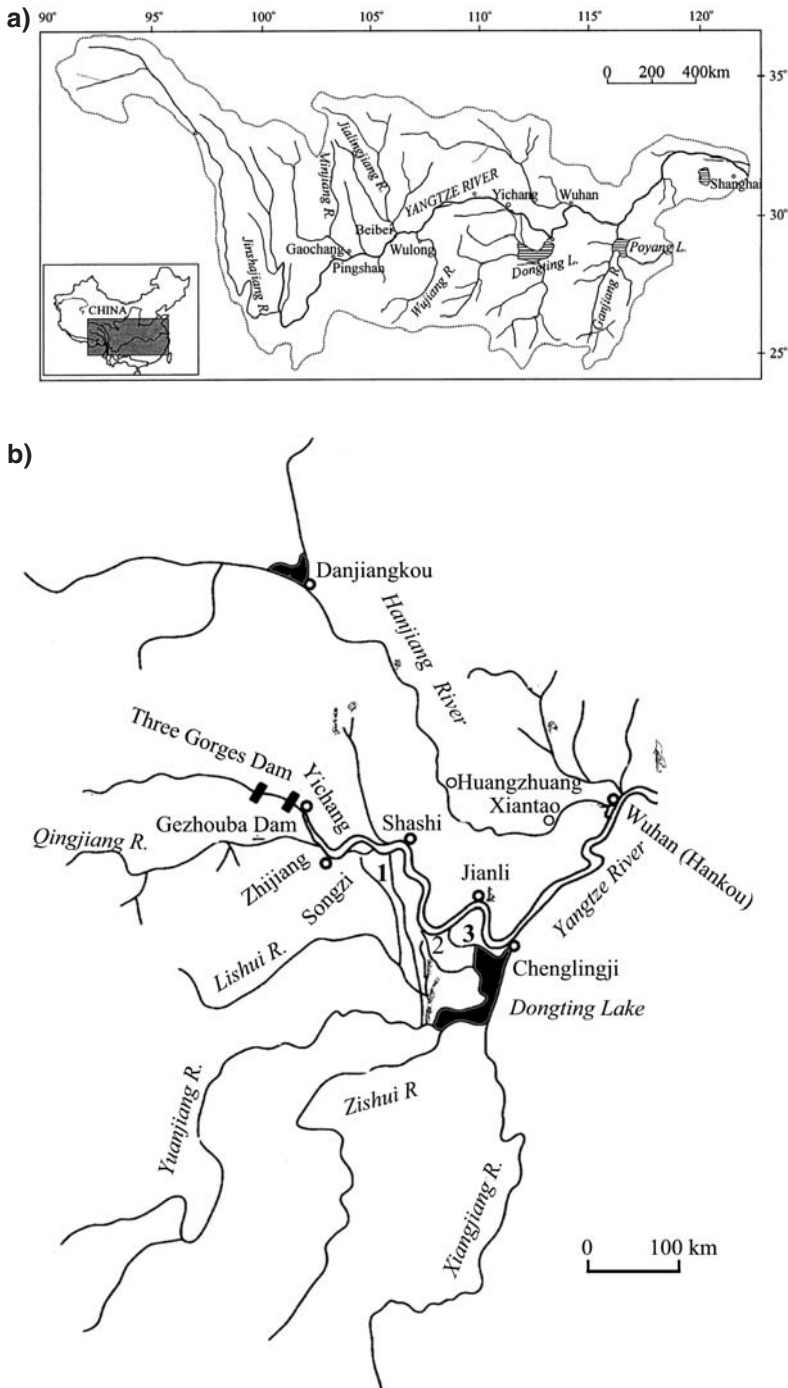 a)
90° 95° 100° 105° 110° 115° 120°
35°
0 200 400km
Jialingjiang R.
Minjiang R.
YANGTZE RIVER
Yichang
Wuhan
Shanghai
30°
Beibei
Gaochang
Wulong
Pingshan
Jinshajiang R.
Wujiang R.
Dongting L.
Poyang L.
Ganjiang R.
CHINA
25°
b)
Danjiangkou
Hanjiang River
Three Gorges Dam
Yichang
Huangzhuang
Xiantao
Gezhouba Dam
Shashi
Wuhan (Hankou)
Qingjiang R.
Zhijiang
1
Jianli
Yangtze River
Songzi
2
3
Lishui R.
Chenglingji
Dongting Lake
Zishui R
Yuanjiang R.
Xiangjiang R.
0 100 km